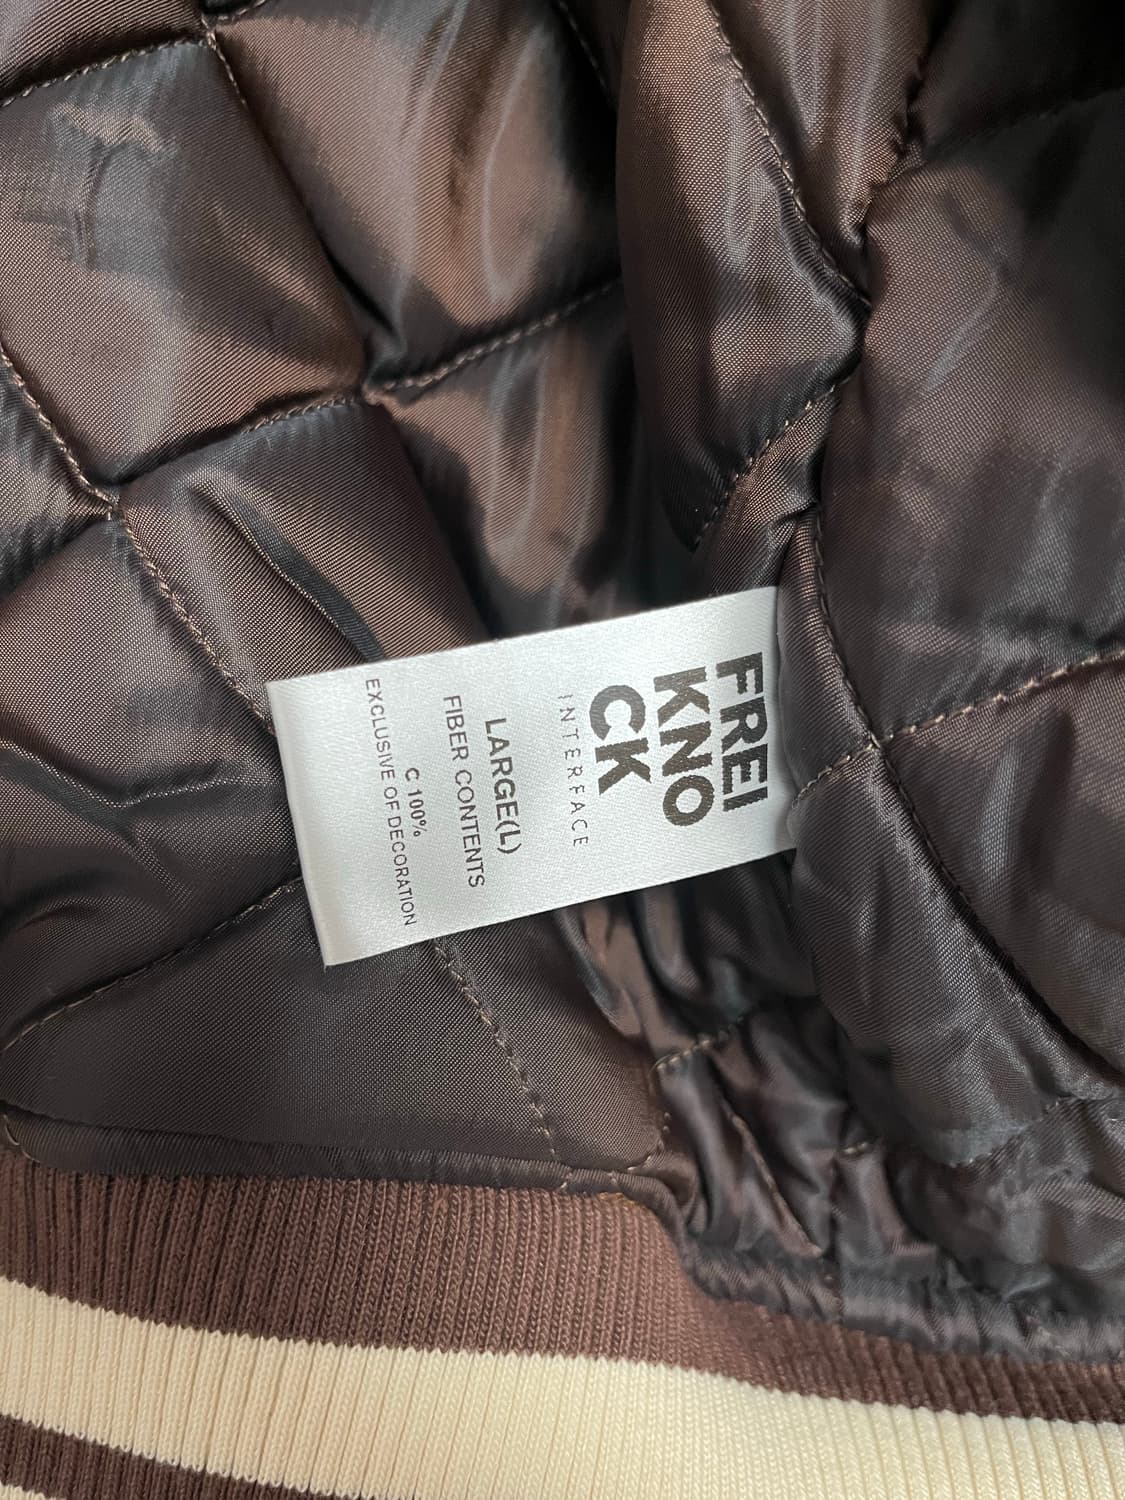 FREI
KNO
CK
INTERFACE
LARGE(L)
FIBER CONTENTS
C 100%
EXCLUSIVE OF DECORATION